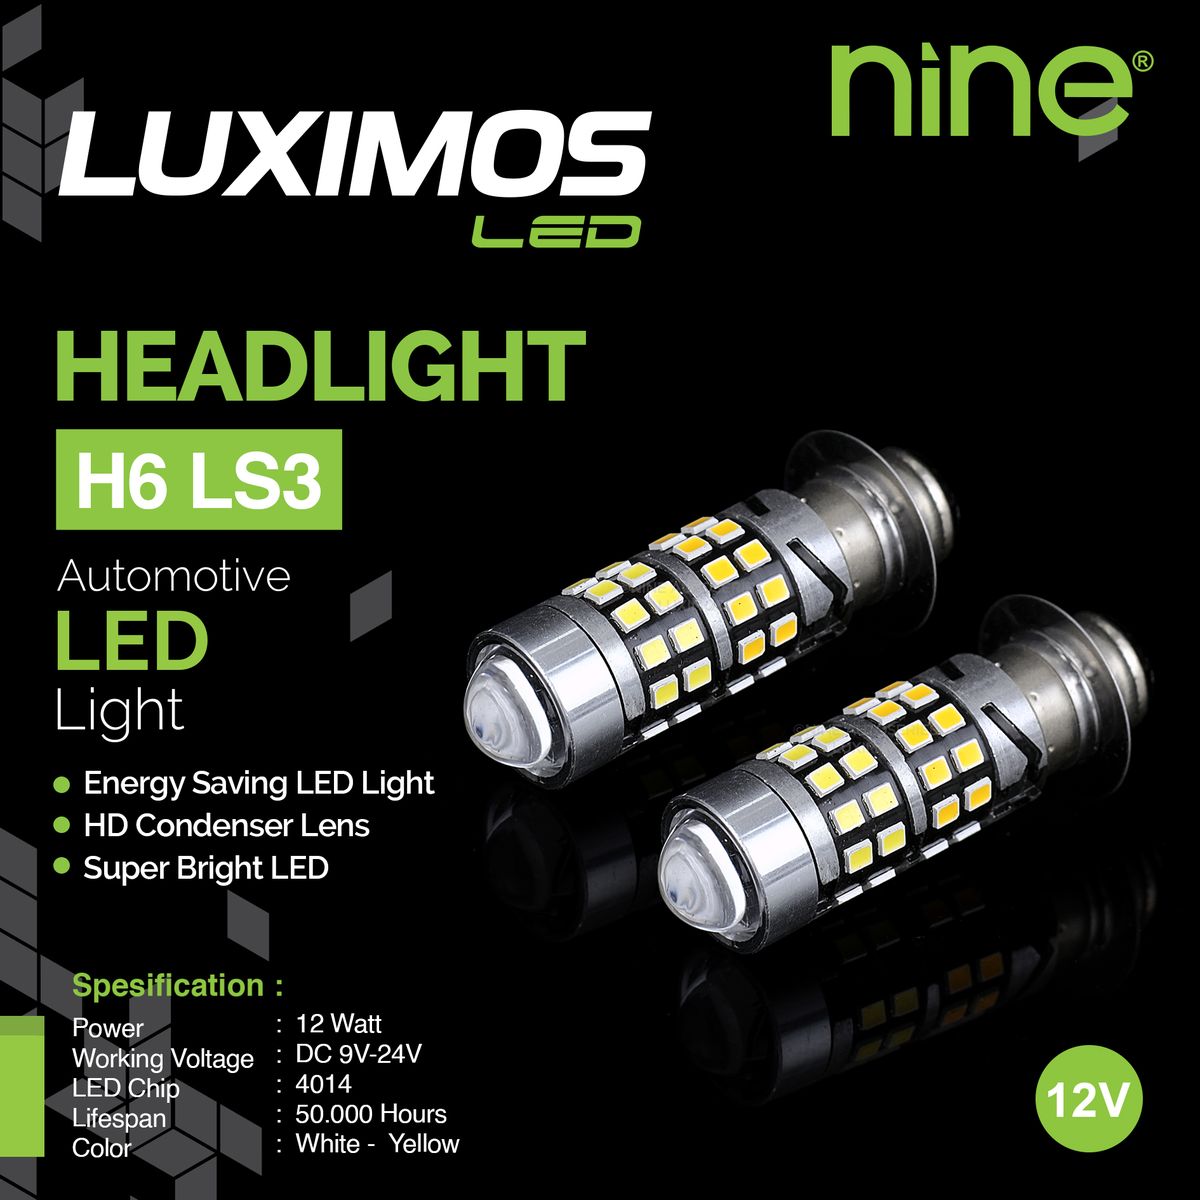 nine®
LUXIMOS
LED
HEADLIGHT
H6 LS3
Automotive
LED
Light
Energy Saving LED Light
HD Condenser Lens
Super Bright LED
Spesification :
Power : 12 Watt
Working Voltage : DC 9V-24V
LED Chip : 4014
Lifespan : 50.000 Hours
Color : White - Yellow
12V